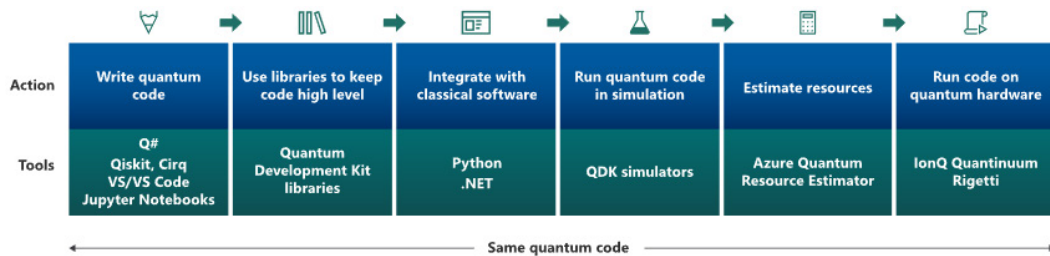 Action
Write quantum
code
Use libraries to keep
code high level
Integrate with
classical software
Run quantum code
in simulation
Estimate resources
Run code on
quantum hardware
Tools
Q#
Qiskit, Cirq
VS/VS Code
Jupyter Notebooks
Quantum
Development Kit
libraries
Python
.NET
QDK simulators
Azure Quantum
Resource Estimator
IonQ Quantinuum
Rigetti
Same quantum code